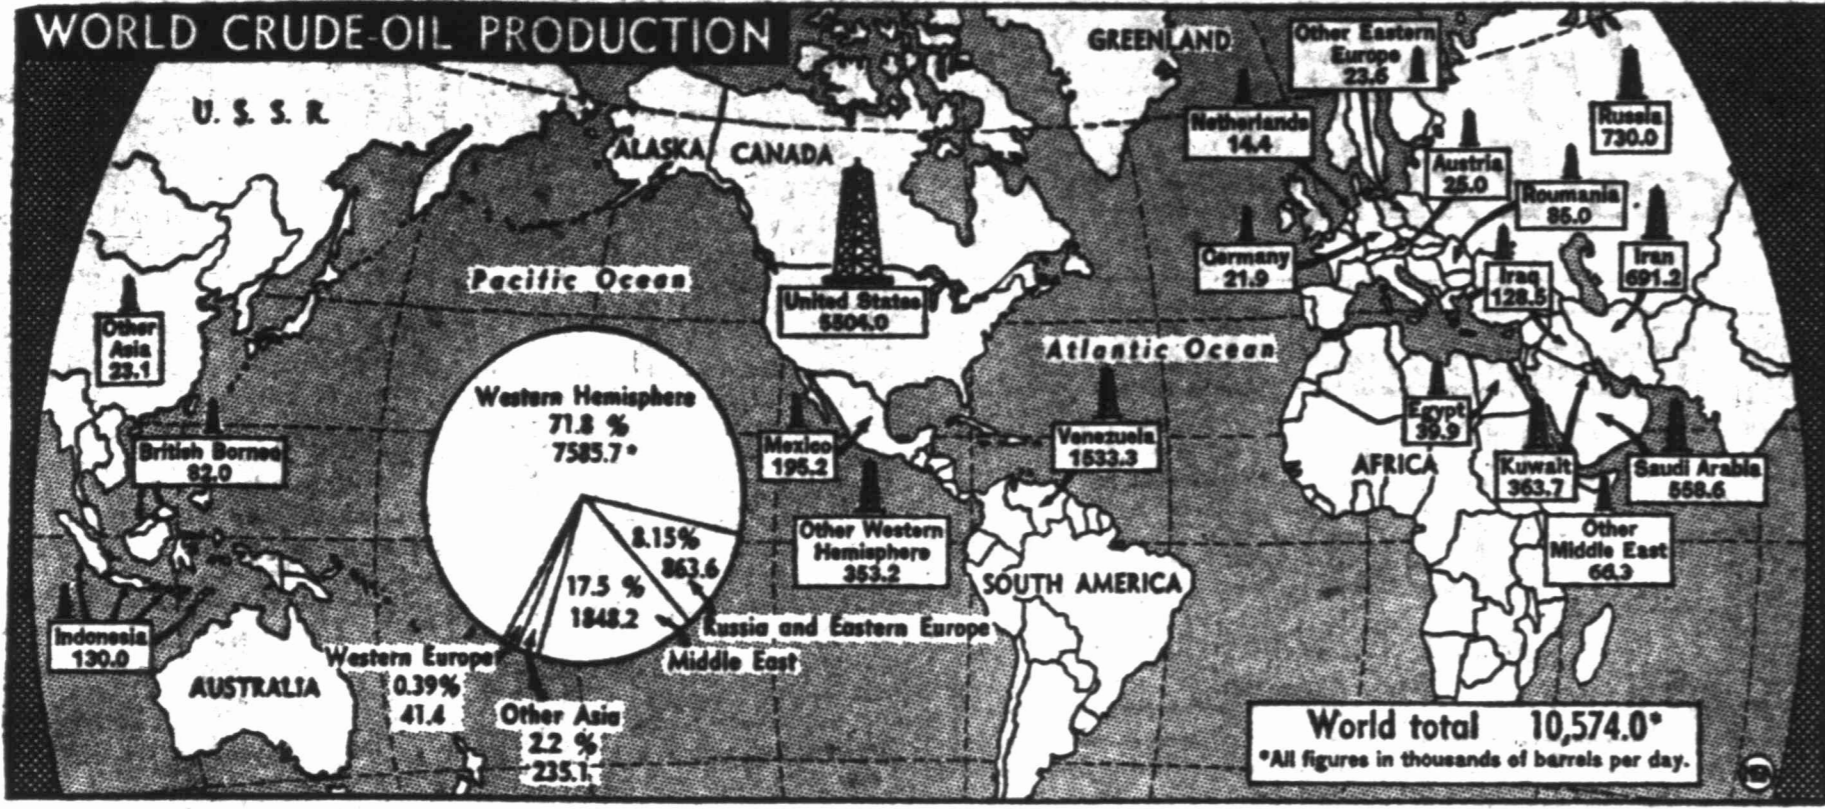 WORLD CRUDE-OIL PRODUCTION
U. S. S. R.
ALASKA
CANADA
GREENLAND
Other Eastern
Europe
23.6
Netherlands
14.4
Russia
730.0
Austria
25.0
Roumania
85.0
Germany
21.9
Iraq
128.5
Iran
691.2
Pacific Ocean
United States
5504.0
Atlantic Ocean
Other
Asia
23.1
British Borneo
82.0
Western Hemisphere
71.8 %
7585.7*
8.15%
863.6
17.5 %
1848.2
Mexico
195.2
Venezuela
1533.3
Egypt
39.9
AFRICA
Kuwait
363.7
Saudi Arabia
558.6
Other Western
Hemisphere
353.2
Other
Middle East
66.3
SOUTH AMERICA
Indonesia
130.0
Russia and Eastern Europe
Middle East
AUSTRALIA
Western Europe
0.39%
41.4
Other Asia
2.2 %
235.1
World total 10,574.0*
*All figures in thousands of barrels per day.